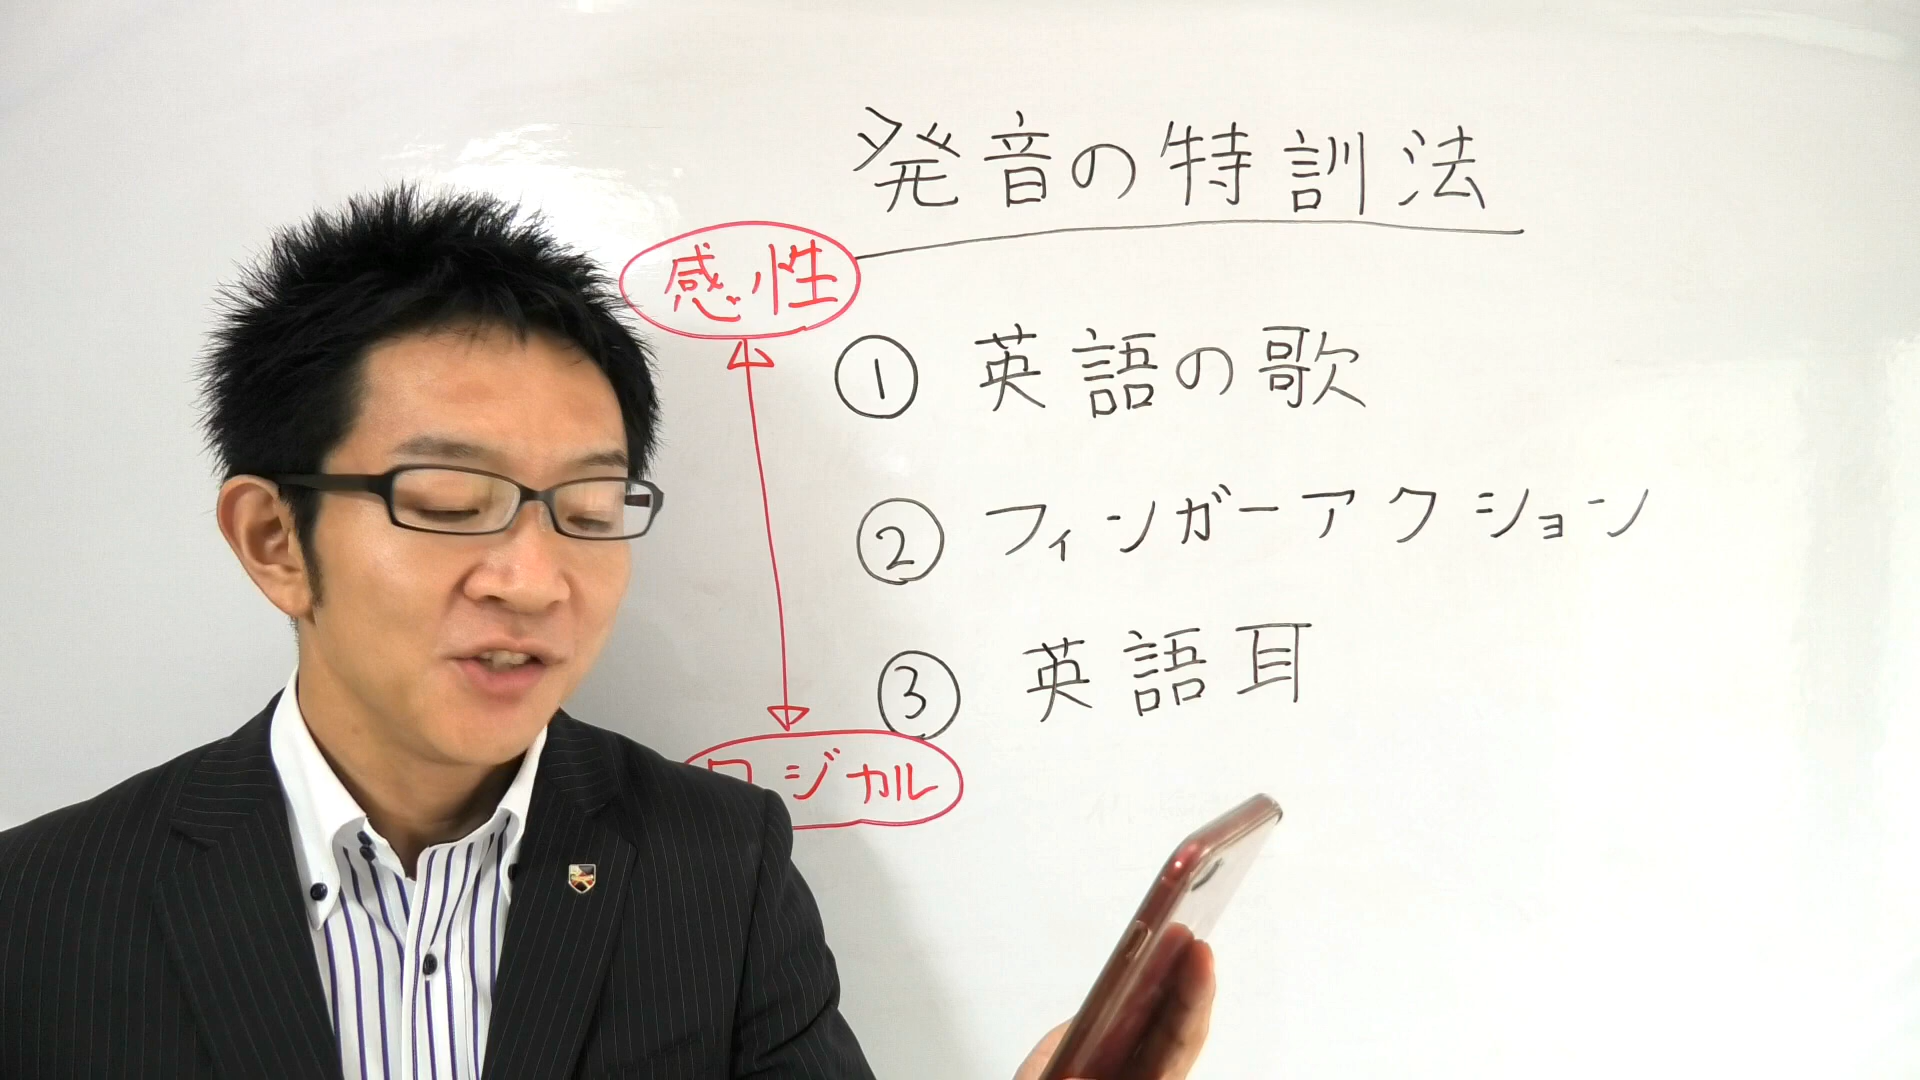 発音の特訓法
感性
① 英語の歌
② フィンガーアクション
③ 英語耳
ロジカル